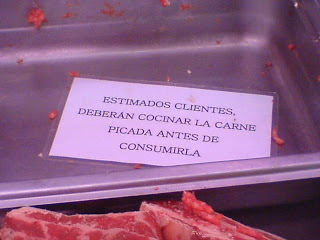 ESTIMADOS CLIENTES,
DEBERÁN COCINAR LA CARNE
PICADA ANTES DE
CONSUMIRLA